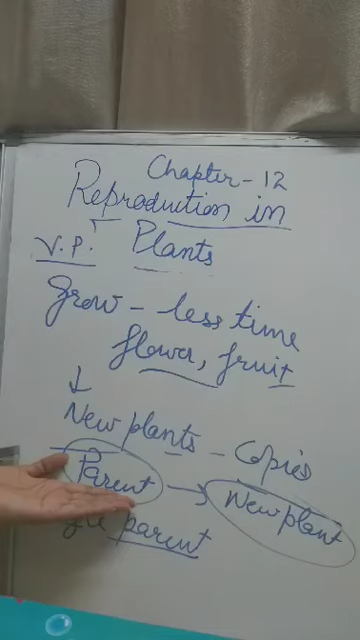 Chapter-12
Reproduction in
V.P. Plants
Grow - less time
flower, fruit
↓
New plants - Copies
Parent → New plant
parent